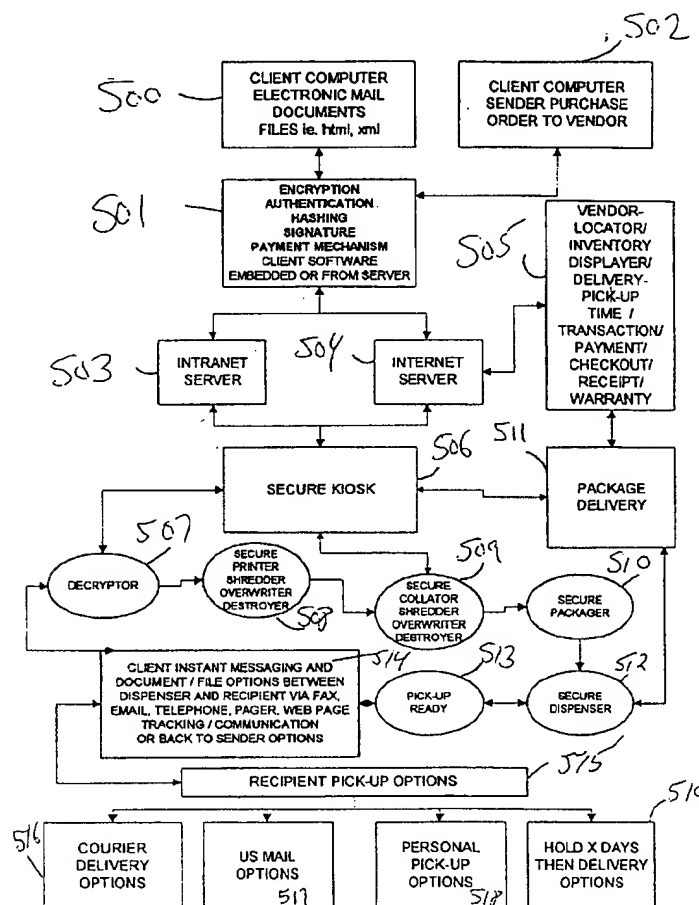 502
500
CLIENT COMPUTER
ELECTRONIC MAIL
DOCUMENTS
FILES ie. html, xml
CLIENT COMPUTER
SENDER PURCHASE
ORDER TO VENDOR
501
ENCRYPTION
AUTHENTICATION
HASHING
SIGNATURE
PAYMENT MECHANISM
CLIENT SOFTWARE
EMBEDDED OR FROM SERVER
505
VENDOR-
LOCATOR/
INVENTORY
DISPLAYER/
DELIVERY-
PICK-UP
TIME /
TRANSACTION/
PAYMENT/
CHECKOUT/
RECEIPT/
WARRANTY
503
INTRANET
SERVER
504
INTERNET
SERVER
506
SECURE KIOSK
511
PACKAGE
DELIVERY
507
DECRYPTOR
SECURE
PRINTER
SHREDDER
OVERWRITER
DESTROYER
508
509
SECURE
COLLATOR
SHREDDER
OVERWRITER
DESTROYER
510
SECURE
PACKAGER
514
CLIENT INSTANT MESSAGING AND
DOCUMENT / FILE OPTIONS BETWEEN
DISPENSER AND RECIPIENT VIA FAX,
EMAIL, TELEPHONE, PAGER, WEB PAGE
TRACKING / COMMUNICATION
OR BACK TO SENDER OPTIONS
513
PICK-UP
READY
512
SECURE
DISPENSER
515
RECIPIENT PICK-UP OPTIONS
516
COURIER
DELIVERY
OPTIONS
US MAIL
OPTIONS
517
PERSONAL
PICK-UP
OPTIONS
518
HOLD X DAYS
THEN DELIVERY
OPTIONS